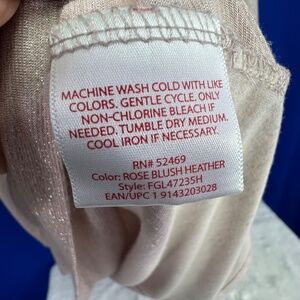 MACHINE WASH COLD WITH LIKE
COLORS. GENTLE CYCLE. ONLY
NON-CHLORINE BLEACH IF
NEEDED. TUMBLE DRY MEDIUM.
COOL IRON IF NECESSARY.
RN# 52469
Color: ROSE BLUSH HEATHER
Style: FGL47235H
EAN/UPC 1 9143203028